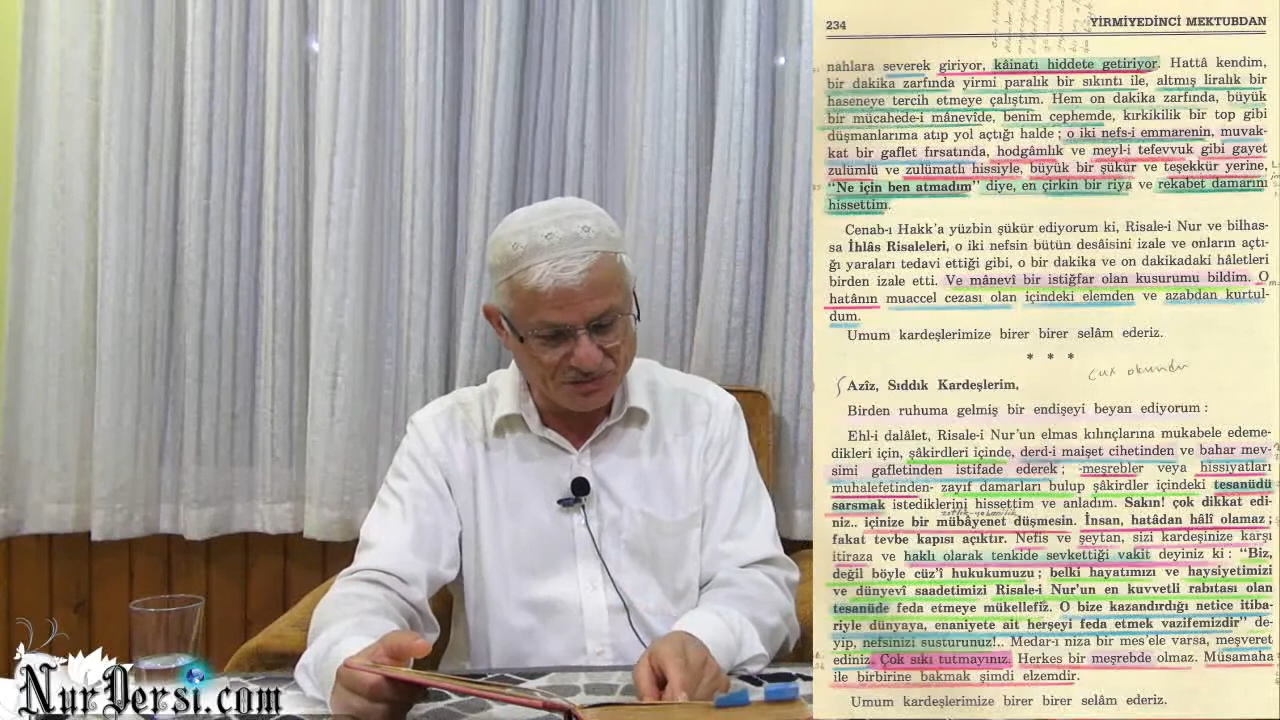 234 YİRMİYEDİNCİ MEKTUBDAN
nahlara severek giriyor, kâinatı hiddete getiriyor. Hattâ kendim,
bir dakika zarfında yirmi paralık bir sıkıntı ile, altmış liralık bir
haseneye tercih etmeye çalıştım. Hem on dakika zarfında, büyük
bir mücahede-i mânevîde, benim cephemde, kırkikilik bir top gibi
düşmanlarıma atıp yol açtığı halde; o iki nefs-i emmarenin, muvak-
kat bir gaflet fırsatında, hodgâmlık ve meyl-i tefevvuk gibi gayet
zulümlü ve zulümatlı hissiyle, büyük bir şükür ve teşekkür yerine,
"Ne için ben atmadım" diye, en çirkin bir riya ve rekabet damarını
hissettim.
Cenab-ı Hakk'a yüzbin şükür ediyorum ki, Risale-i Nur ve bilhas-
sa İhlâs Risaleleri, o iki nefsin bütün desâisini izale ve onların açtı-
ğı yaraları tedavi ettiği gibi, o bir dakika ve on dakikadaki hâletleri
birden izale etti. Ve mânevî bir istiğfar olan kusurumu bildim. O
hatânın muaccel cezası olan içindeki elemden ve azabdan kurtul-
dum.
Umum kardeşlerimize birer birer selâm ederiz.
* * *
Azîz, Sıddık Kardeşlerim,
Birden ruhuma gelmiş bir endişeyi beyan ediyorum:
Ehl-i dalâlet, Risale-i Nur'un elmas kılınçlarına mukabele edeme-
dikleri için, şâkirdleri içinde, derd-i maişet cihetinden ve bahar mev-
simi gafletinden istifade ederek; -meşrebler veya hissiyatları
muhalefetinden- zayıf damarları bulup şâkirdler içindeki tesanüdü
sarsmak istediklerini hissettim ve anladım. Sakın! çok dikkat edi-
niz.. içinize bir mübâyenet düşmesin. İnsan, hatâdan hâlî olamaz;
fakat tevbe kapısı açıktır. Nefis ve şeytan, sizi kardeşinize karşı
itiraza ve haklı olarak tenkide sevkettiği vakit deyiniz ki: "Biz,
değil böyle cüz'î hukukumuzu; belki hayatımızı ve haysiyetimizi
ve dünyevî saadetimizi Risale-i Nur'un en kuvvetli rabıtası olan
tesanüde feda etmeye mükellefiz. O bize kazandırdığı netice itiba-
riyle dünyaya, enaniyete ait herşeyi feda etmek vazifemizdir" de-
yip, nefsinizi susturunuz!.. Medar-ı niza bir mes'ele varsa, meşveret
ediniz. Çok sıkı tutmayınız. Herkes bir meşrebde olmaz. Müsamaha
ile birbirine bakmak şimdi elzemdir.
Umum kardeşlerimize birer birer selâm ederiz.
NurDersi.com